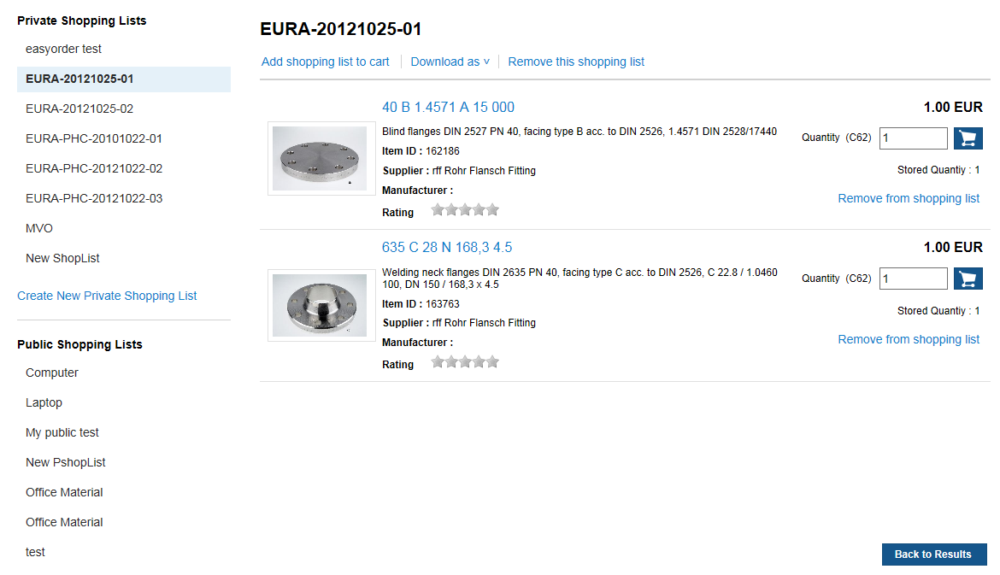 Private Shopping Lists
easyorder test
EURA-20121025-01
EURA-20121025-02
EURA-PHC-20101022-01
EURA-PHC-20121022-02
EURA-PHC-20121022-03
MVO
New ShopList
Create New Private Shopping List
Public Shopping Lists
Computer
Laptop
My public test
New PshopList
Office Material
Office Material
test
EURA-20121025-01
Add shopping list to cart
Download as v
Remove this shopping list
40 B 1.4571 A 15 000
1.00 EUR
Blind flanges DIN 2527 PN 40, facing type B acc. to DIN 2526, 1.4571 DIN 2528/17440
Quantity (C62) 1
Item ID : 162186
Supplier : rff Rohr Flansch Fitting
Stored Quantiy : 1
Manufacturer :
Remove from shopping list
Rating
635 C 28 N 168,3 4.5
1.00 EUR
Welding neck flanges DIN 2635 PN 40, facing type C acc. to DIN 2526, C 22.8 / 1.0460
100, DN 150 / 168,3 x 4.5
Quantity (C62) 1
Item ID : 163763
Stored Quantiy : 1
Supplier : rff Rohr Flansch Fitting
Manufacturer :
Remove from shopping list
Rating
Back to Results